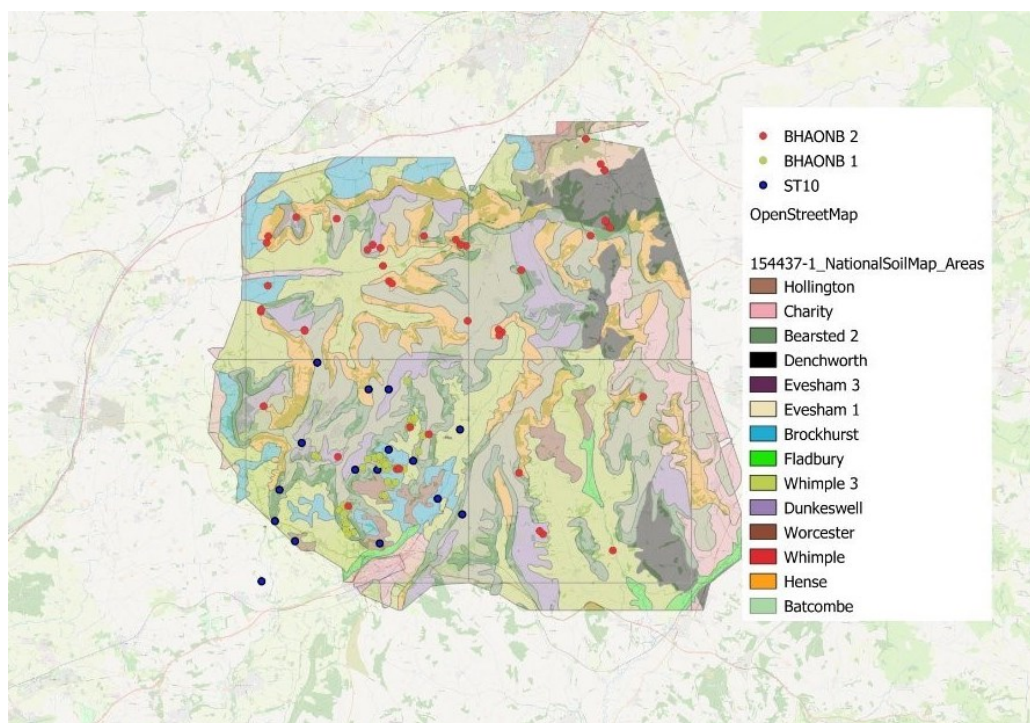 BHAONB 2
BHAONB 1
ST10
OpenStreetMap
154437-1_NationalSoilMap_Areas
Hollington
Charity
Bearsted 2
Denchworth
Evesham 3
Evesham 1
Brockhurst
Fladbury
Whimple 3
Dunkeswell
Worcester
Whimple
Hense
Batcombe